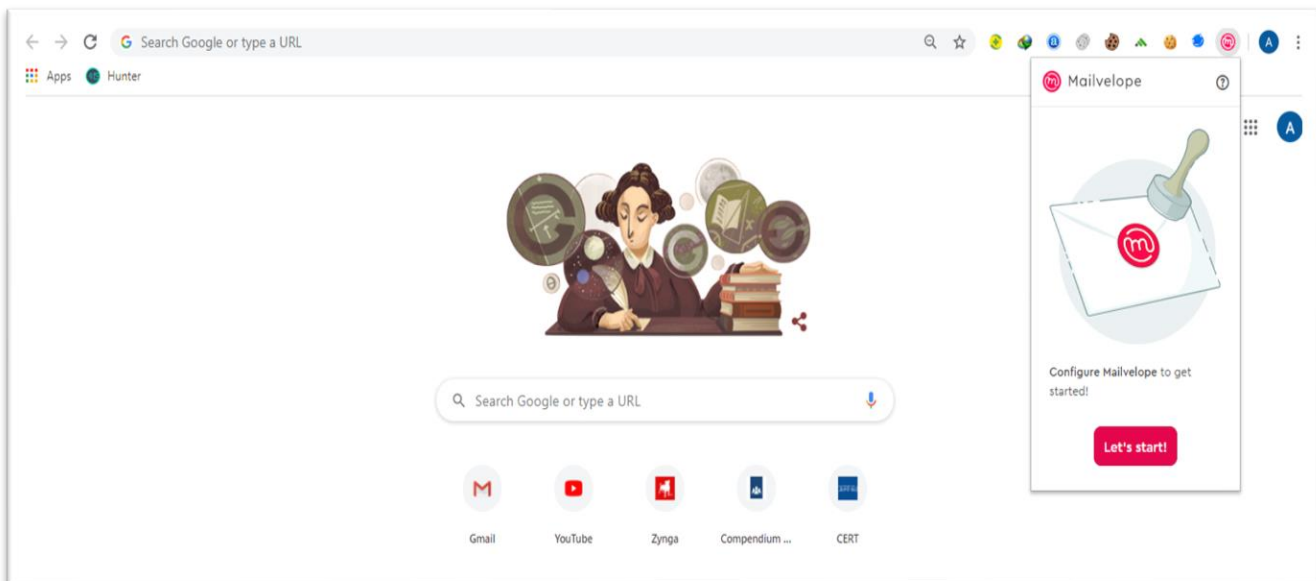 Search Google or type a URL
A
Apps
Hunter
Mailvelope
A
Configure Mailvelope to get
started!
Let's start!
Search Google or type a URL
Gmail
YouTube
Zynga
Compendium ...
CERT